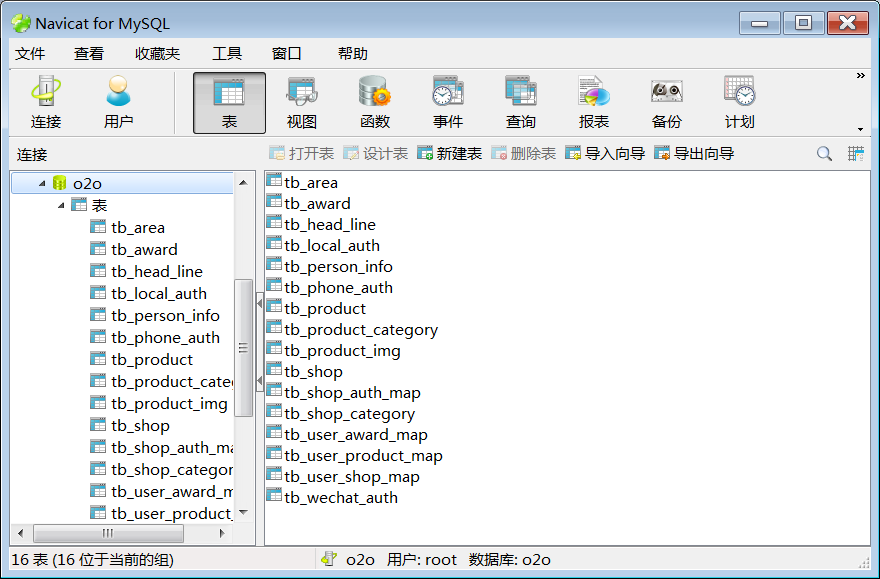 Navicat for MySQL
文件 查看 收藏夹 工具 窗口 帮助
连接 用户 表 视图 函数 事件 查询 报表 备份 计划
连接
打开表 设计表 新建表 删除表 导入向导 导出向导
o2o
表
tb_area
tb_award
tb_head_line
tb_local_auth
tb_person_info
tb_phone_auth
tb_product
tb_product_cate
tb_product_img
tb_shop
tb_shop_auth_ma
tb_shop_categor
tb_user_award_m
tb_user_product_
tb_area
tb_award
tb_head_line
tb_local_auth
tb_person_info
tb_phone_auth
tb_product
tb_product_category
tb_product_img
tb_shop
tb_shop_auth_map
tb_shop_category
tb_user_award_map
tb_user_product_map
tb_user_shop_map
tb_wechat_auth
16 表 (16 位于当前的组) o2o 用户: root 数据库: o2o